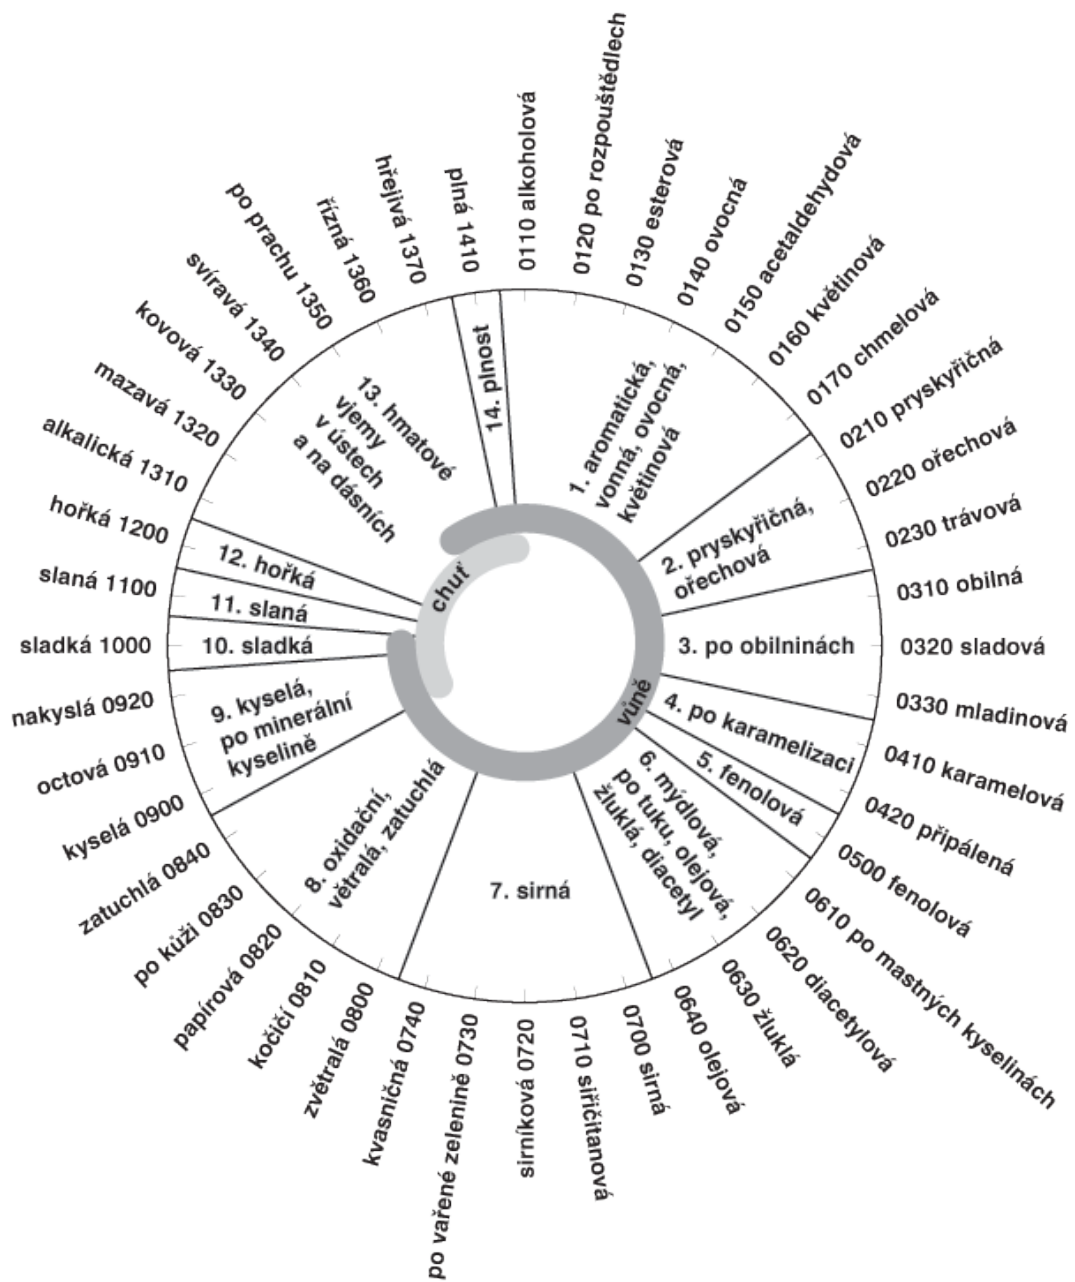 0110 alkoholová
0120 po rozpouštědlech
0130 esterová
0140 ovocná
0150 acetaldehydová
0160 květinová
0170 chmelová
0210 pryskyřičná
0220 ořechová
0230 trávová
0310 obilná
0320 sladová
0330 mladinová
0410 karamelová
0420 připálená
0500 fenolová
0610 po mastných kyselinách
0620 diacetylová
0630 žluklá
0640 olejová
0700 sirná
0710 siřičitanová
sirníková 0720
po vařené zelenině 0730
kvasničná 0740
zvětralá 0800
kočičí 0810
papírová 0820
po kůži 0830
zatuchlá 0840
kyselá 0900
octová 0910
nakyslá 0920
sladká 1000
slaná 1100
hořká 1200
alkalická 1310
mazavá 1320
kovová 1330
svíravá 1340
po prachu 1350
řízná 1360
hřejivá 1370
plná 1410
1. aromatická,
vonná, ovocná,
květinová
2. pryskyřičná,
ořechová
3. po obilninách
4. po karamelizaci
5. fenolová
6. mýdlová,
po tuku, olejová,
žluklá, diacetyl
7. sirná
8. oxidační,
větralá, zatuchlá
9. kyselá,
po minerální
kyselině
10. sladká
11. slaná
12. hořká
13. hmatové
vjemy
v ústech
a na dásních
14. plnost
chuť
vůně